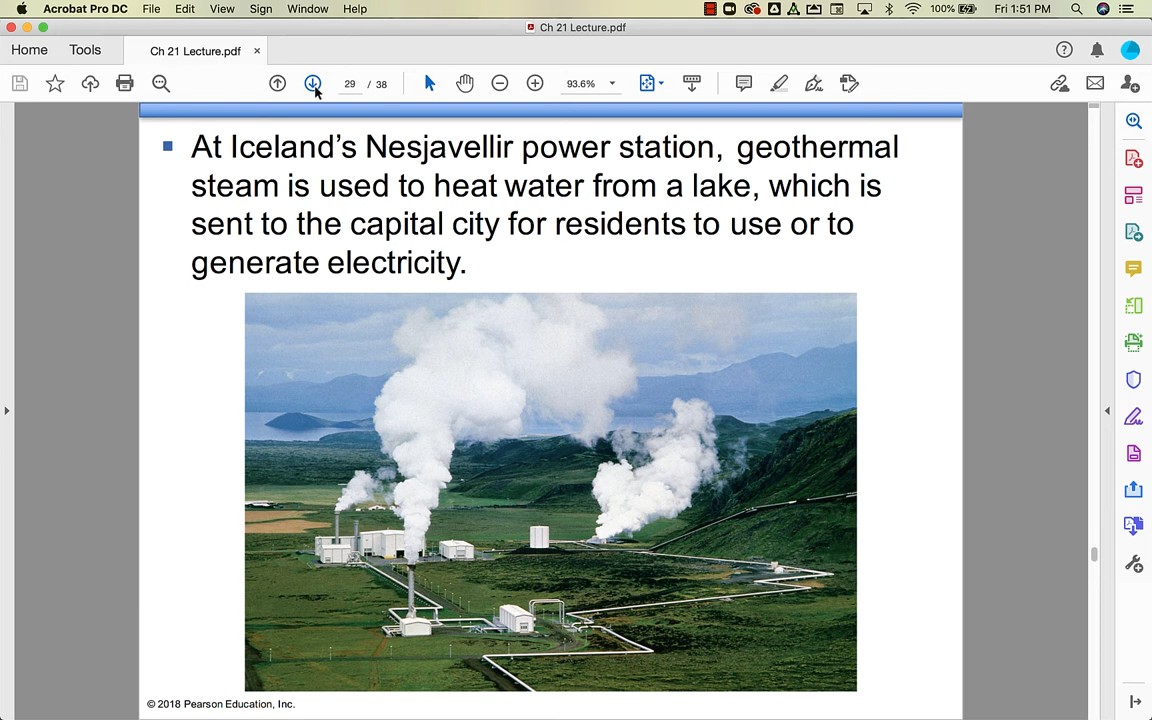 Acrobat Pro DC File Edit View Sign Window Help 100% Fri 1:51 PM
Ch 21 Lecture.pdf
Home Tools Ch 21 Lecture.pdf ×
29 / 38 93.6%
At Iceland’s Nesjavellir power station, geothermal
steam is used to heat water from a lake, which is
sent to the capital city for residents to use or to
generate electricity.
© 2018 Pearson Education, Inc.